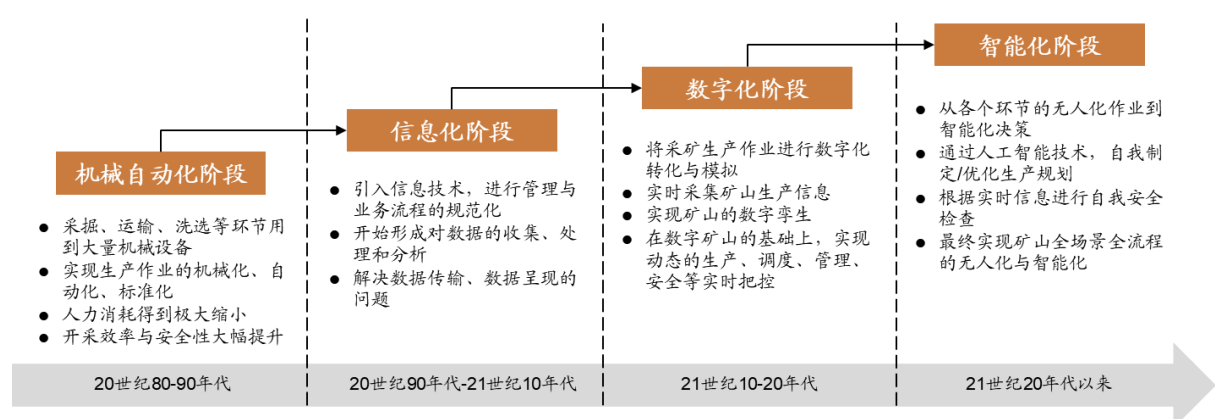 机械自动化阶段
采掘、运输、洗选等环节用
到大量机械设备
实现生产作业的机械化、自
动化、标准化
人力消耗得到极大缩小
开采效率与安全性大幅提升
20世纪80-90年代
信息化阶段
引入信息技术，进行管理与
业务流程的规范化
开始形成对数据的收集、处
理和分析
解决数据传输、数据呈现的
问题
20世纪90年代-21世纪10年代
数字化阶段
将采矿生产作业进行数字化
转化与模拟
实时采集矿山生产信息
实现矿山的数字孪生
在数字矿山的基础上，实现
动态的生产、调度、管理、
安全等实时把控
21世纪10-20年代
智能化阶段
从各个环节的无人化作业到
智能化决策
通过人工智能技术，自我制
定/优化生产规划
根据实时信息进行自我安全
检查
最终实现矿山全场景全流程
的无人化与智能化
21世纪20年代以来